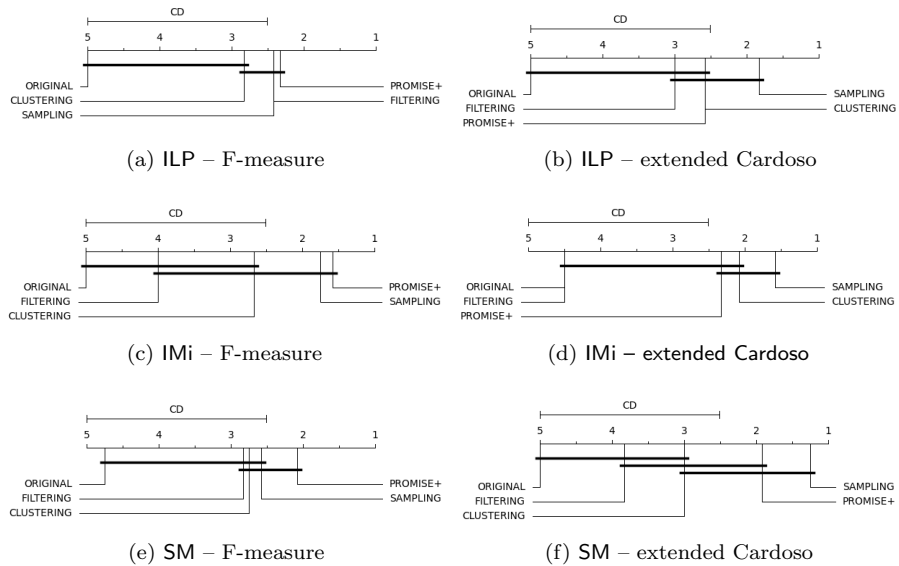 CD
5 4 3 2 1
ORIGINAL
CLUSTERING
SAMPLING
PROMISE+
FILTERING
(a) ILP – F-measure
CD
5 4 3 2 1
ORIGINAL
FILTERING
PROMISE+
SAMPLING
CLUSTERING
(b) ILP – extended Cardoso
CD
5 4 3 2 1
ORIGINAL
FILTERING
CLUSTERING
PROMISE+
SAMPLING
(c) IMi – F-measure
CD
5 4 3 2 1
ORIGINAL
FILTERING
PROMISE+
SAMPLING
CLUSTERING
(d) IMi – extended Cardoso
CD
5 4 3 2 1
ORIGINAL
FILTERING
CLUSTERING
PROMISE+
SAMPLING
(e) SM – F-measure
CD
5 4 3 2 1
ORIGINAL
FILTERING
CLUSTERING
SAMPLING
PROMISE+
(f) SM – extended Cardoso